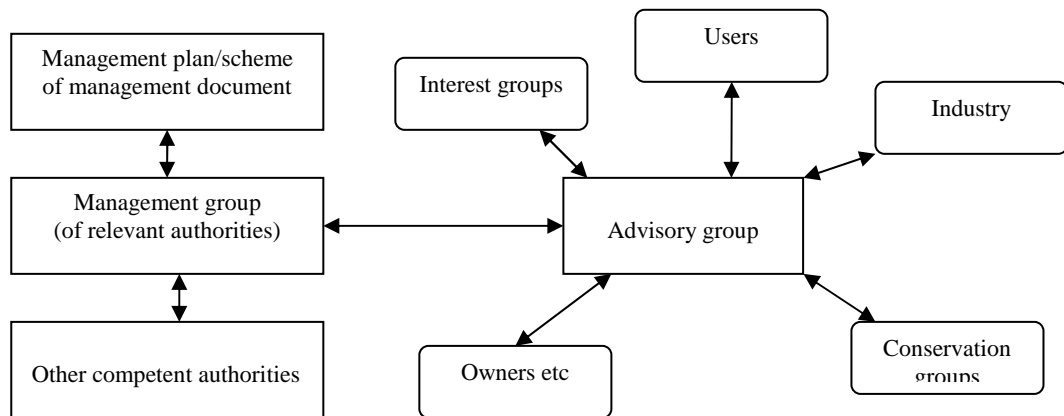 Management plan/scheme
of management document
Interest groups
Users
Industry
Management group
(of relevant authorities)
Advisory group
Other competent authorities
Owners etc
Conservation
groups